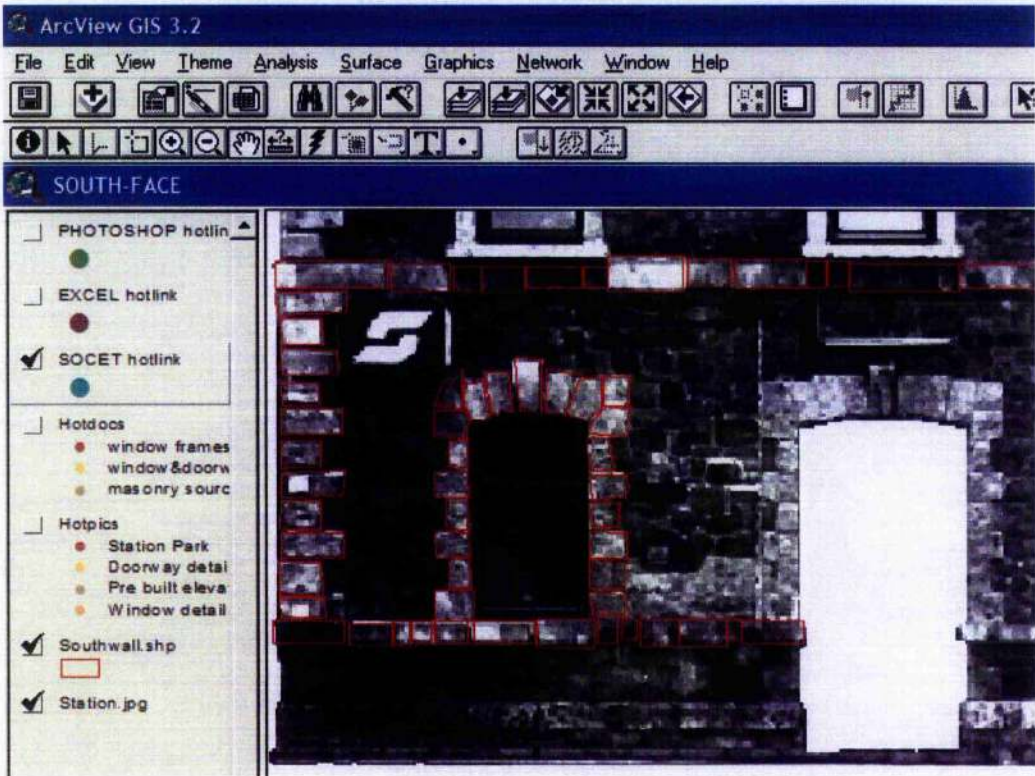 ArcView GIS 3.2
File Edit View Theme Analysis Surface Graphics Network Window Help
SOUTH-FACE
PHOTOSHOP hotlin
EXCEL hotlink
SOCET hotlink
Hotdocs
window frames
window&doorw
masonry sourc
Hotpics
Station Park
Doorway detai
Pre built eleva
Window detail
Southwall.shp
Station.jpg